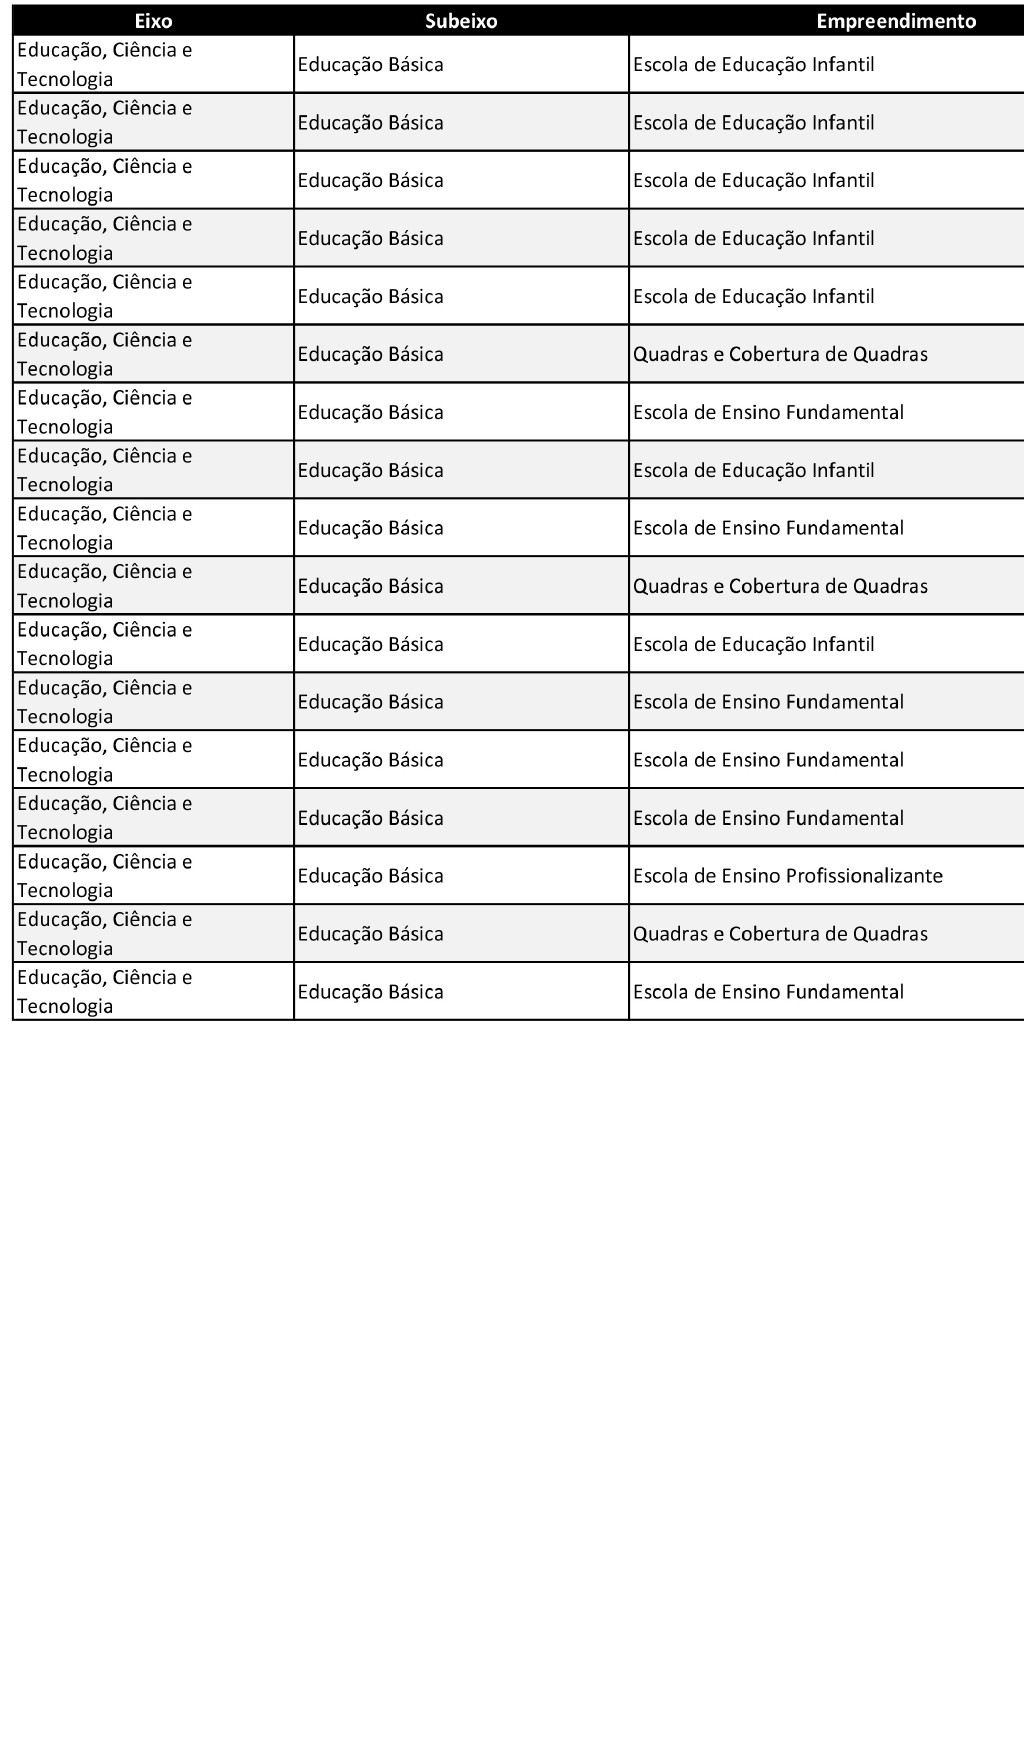 Eixo Subeixo Empreendimento
Educação, Ciência e
Tecnologia Educação Básica Escola de Educação Infantil
Educação, Ciência e
Tecnologia Educação Básica Escola de Educação Infantil
Educação, Ciência e
Tecnologia Educação Básica Escola de Educação Infantil
Educação, Ciência e
Tecnologia Educação Básica Escola de Educação Infantil
Educação, Ciência e
Tecnologia Educação Básica Escola de Educação Infantil
Educação, Ciência e
Tecnologia Educação Básica Quadras e Cobertura de Quadras
Educação, Ciência e
Tecnologia Educação Básica Escola de Ensino Fundamental
Educação, Ciência e
Tecnologia Educação Básica Escola de Educação Infantil
Educação, Ciência e
Tecnologia Educação Básica Escola de Ensino Fundamental
Educação, Ciência e
Tecnologia Educação Básica Quadras e Cobertura de Quadras
Educação, Ciência e
Tecnologia Educação Básica Escola de Educação Infantil
Educação, Ciência e
Tecnologia Educação Básica Escola de Ensino Fundamental
Educação, Ciência e
Tecnologia Educação Básica Escola de Ensino Fundamental
Educação, Ciência e
Tecnologia Educação Básica Escola de Ensino Fundamental
Educação, Ciência e
Tecnologia Educação Básica Escola de Ensino Profissionalizante
Educação, Ciência e
Tecnologia Educação Básica Quadras e Cobertura de Quadras
Educação, Ciência e
Tecnologia Educação Básica Escola de Ensino Fundamental